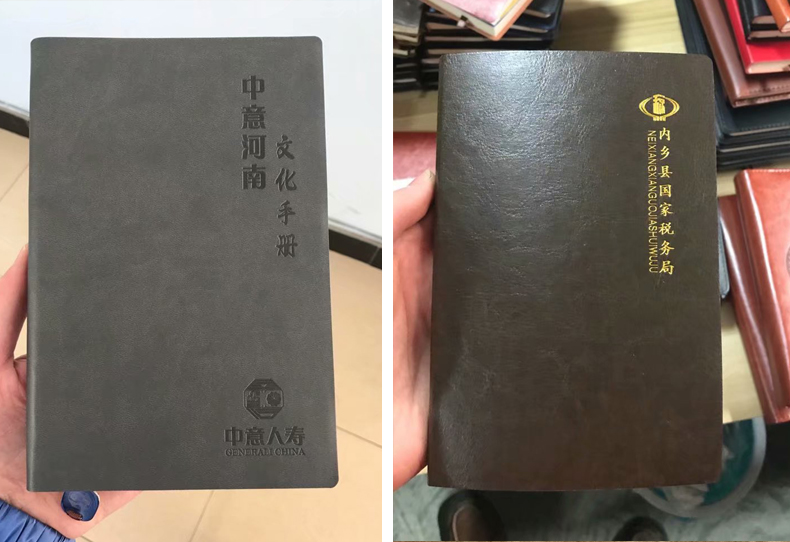 中意河南
文化手册
中意人寿
GENERALI CHINA
内乡县国家税务局
NEIXIANGXIANGUOJIASHUIWUJU